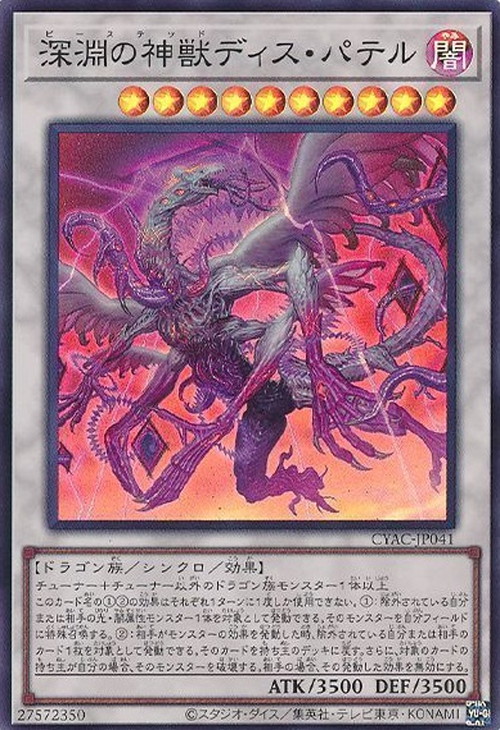 ビーステッド
深淵の神獣ディス・パテル
やみ
闇
CYAC-JP041
【ドラゴン族／シンクロ／効果】
チューナー＋チューナー以外のドラゴン族モンスター1体以上
このカード名の①②の効果はそれぞれ1ターンに1度しか使用できない。①：除外されている自分
または相手の光・闇属性モンスター1体を対象として発動できる。そのモンスターを自分フィールド
に特殊召喚する。②：相手がモンスターの効果を発動した時、除外されている自分または相手の
カード1枚を対象として発動できる。そのカードを持ち主のデッキに戻す。さらに、対象のカードの
持ち主が自分の場合、そのモンスターを破壊する。相手の場合、その発動した効果を無効にする。
ATK/3500 DEF/3500
27572350 ©スタジオ・ダイス／集英社・テレビ東京・KONAMI